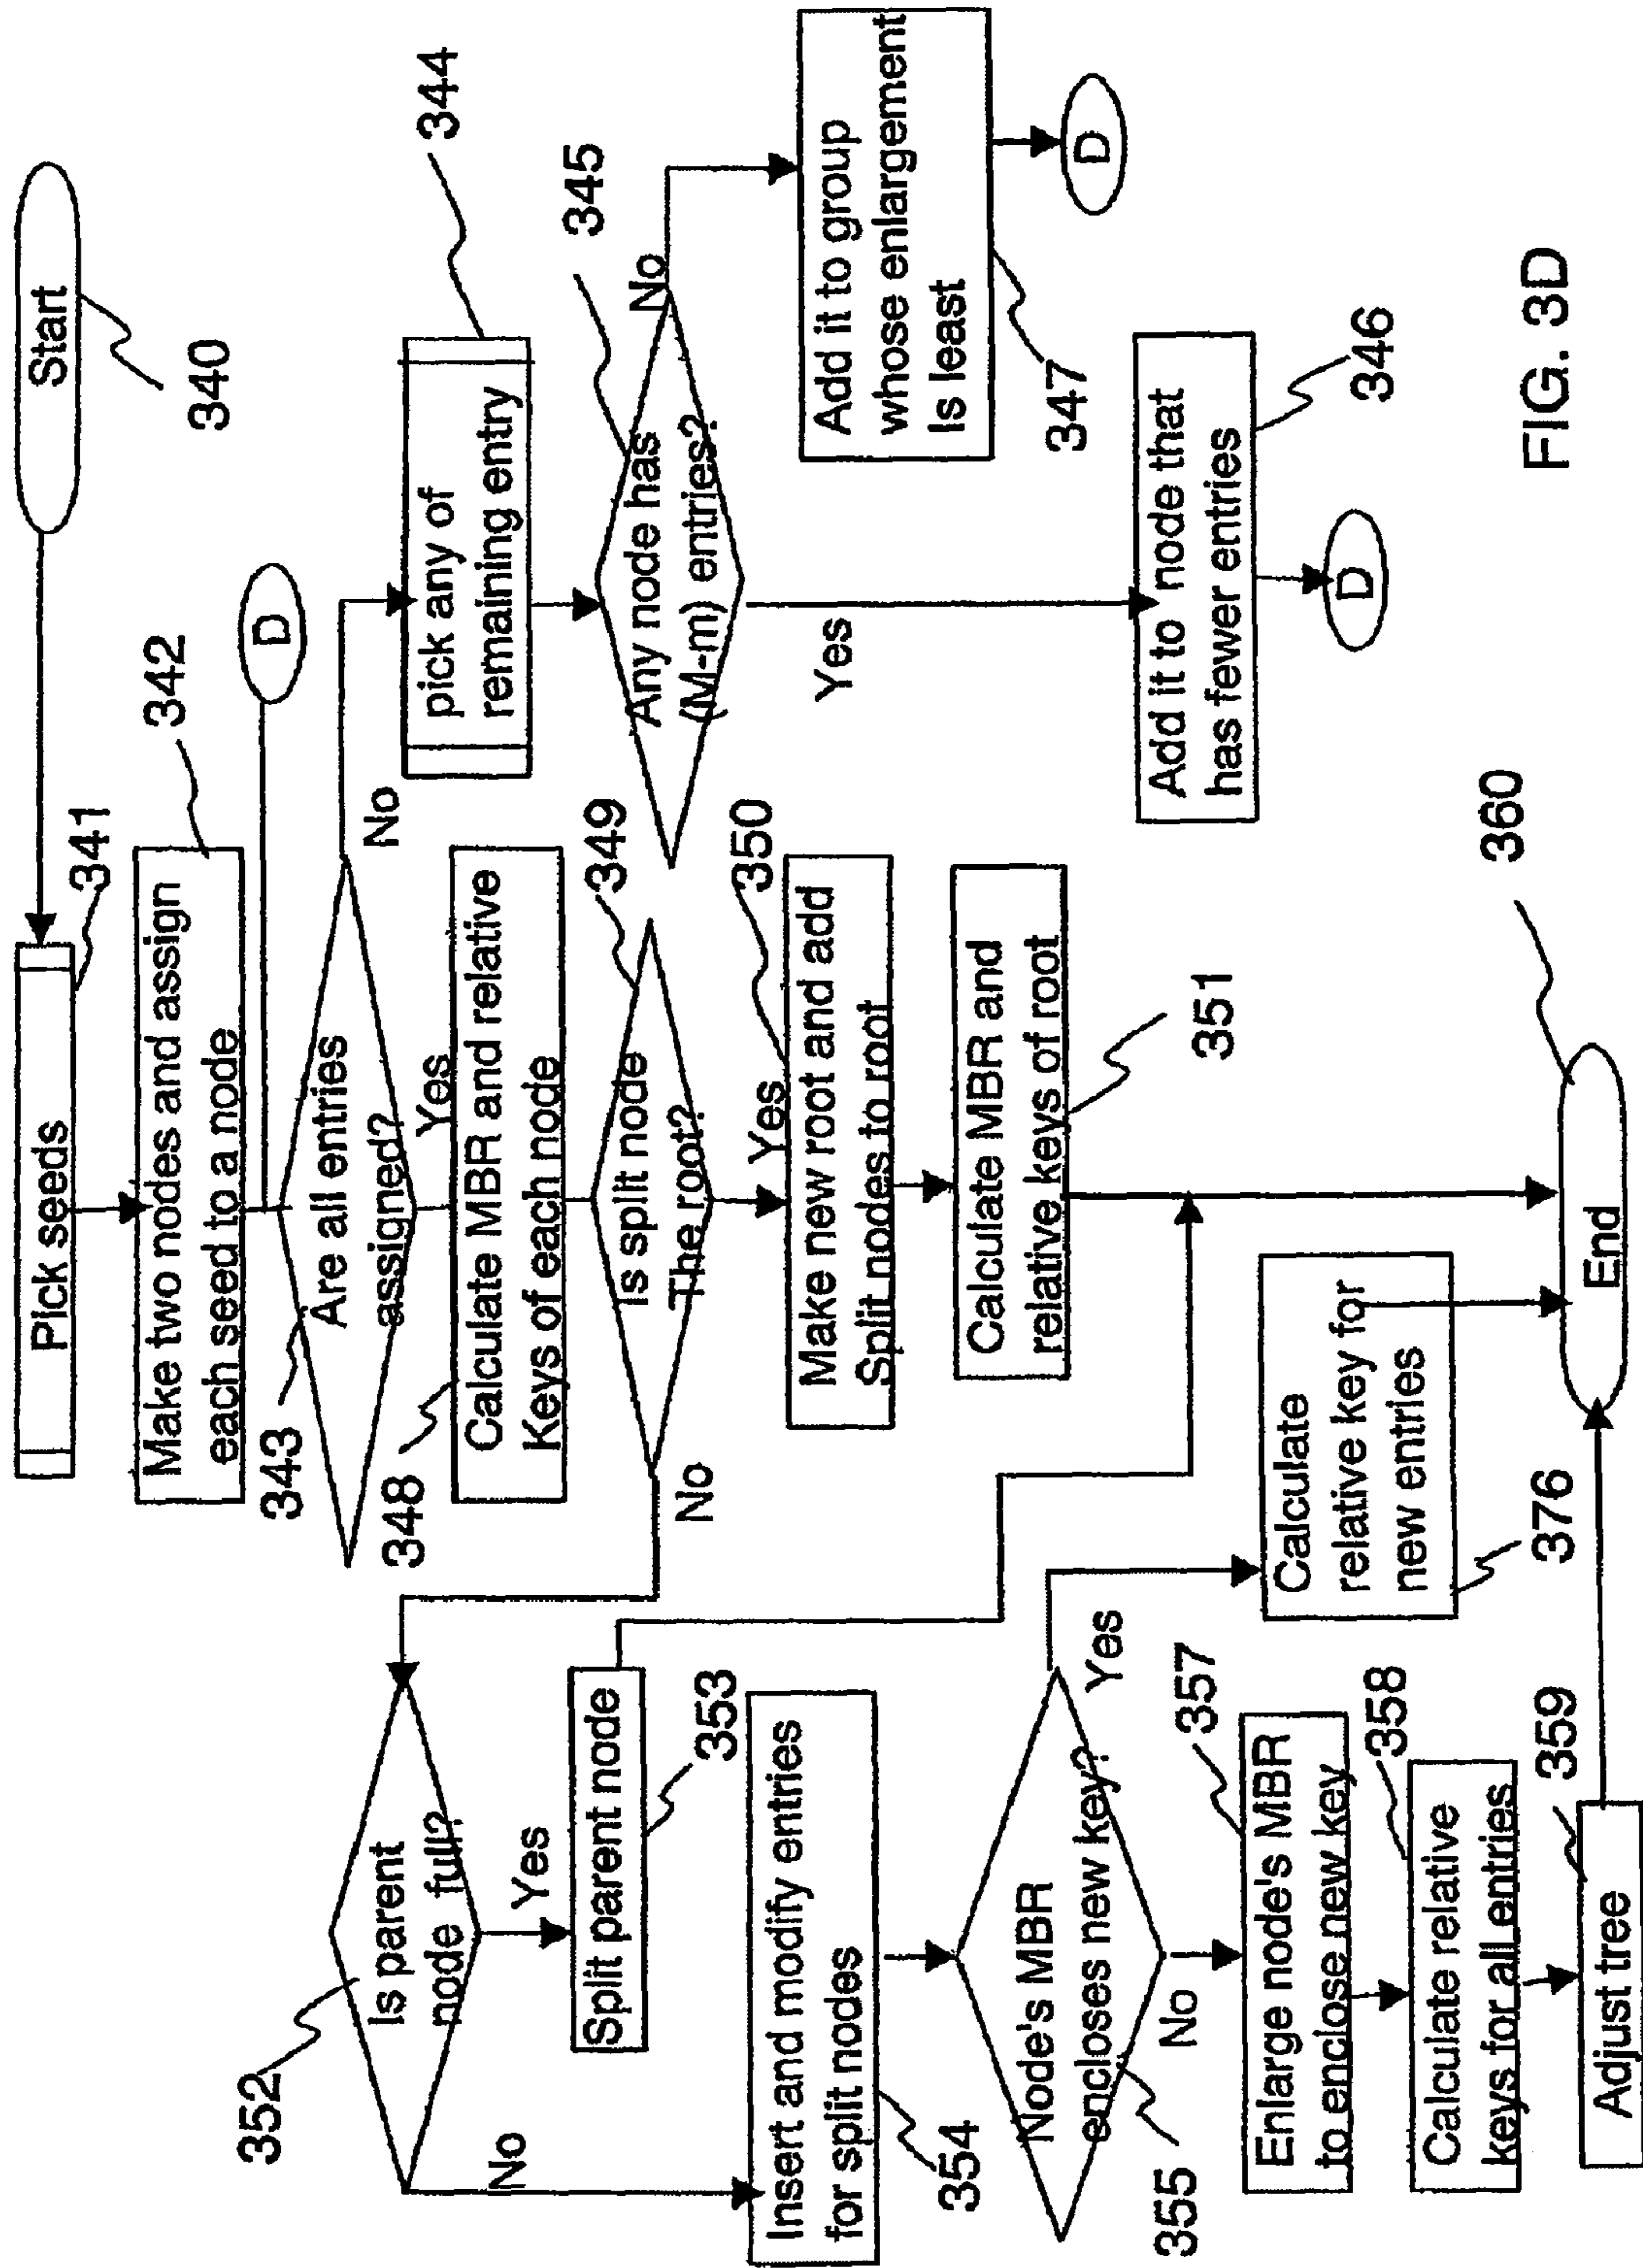 Start
340
Pick seeds
341
Make two nodes and assign
each seed to a node
342
D
343
Are all entries
assigned?
No
Yes
pick any of
remaining entry
344
Any node has
(M-m) entries?
345
No
Yes
Add it to group
whose enlargement
Is least
347
D
Add it to node that
has fewer entries
346
D
348
Calculate MBR and relative
Keys of each node
Is split node
The root?
349
No
Yes
350
Make new root and add
Split nodes to root
Calculate MBR and
relative keys of root
351
352
Is parent
node full?
Yes
No
Split parent node
353
Insert and modify entries
for split nodes
354
Node's MBR
encloses new key?
355
Yes
No
Calculate
relative key for
new entries
376
Enlarge node's MBR
to enclose new key
357
Calculate relative
keys for all entries
358
Adjust tree
359
End
360
FIG. 3D